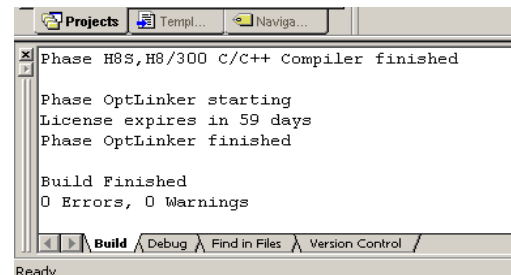 Projects Templ... Naviga...
Phase H8S,H8/300 C/C++ Compiler finished
Phase OptLinker starting
License expires in 59 days
Phase OptLinker finished
Build Finished
0 Errors, 0 Warnings
Build Debug Find in Files Version Control
Ready